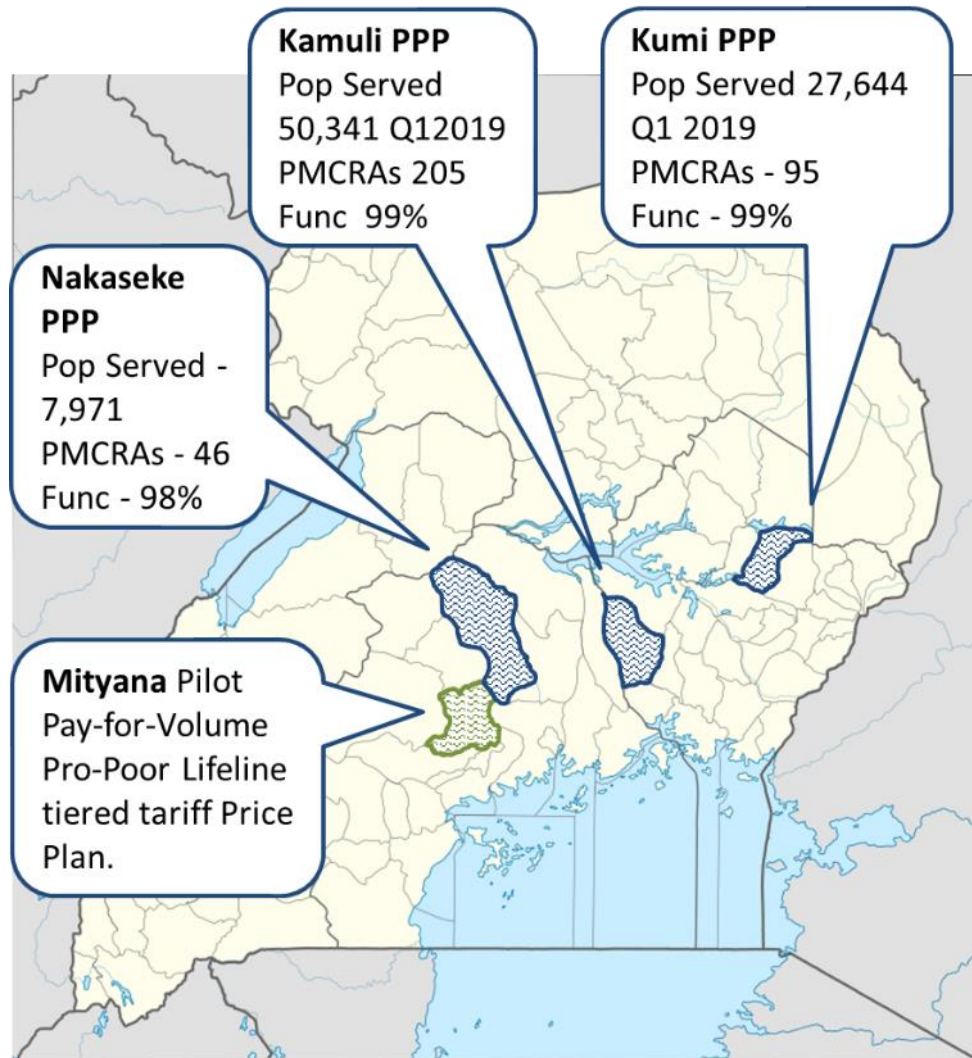 Kamuli PPP
Pop Served
50,341 Q12019
PMCRAs 205
Func 99%
Kumi PPP
Pop Served 27,644
Q1 2019
PMCRAs - 95
Func - 99%
Nakaseke
PPP
Pop Served -
7,971
PMCRAs - 46
Func - 98%
Mityana Pilot
Pay-for-Volume
Pro-Poor Lifeline
tiered tariff Price
Plan.